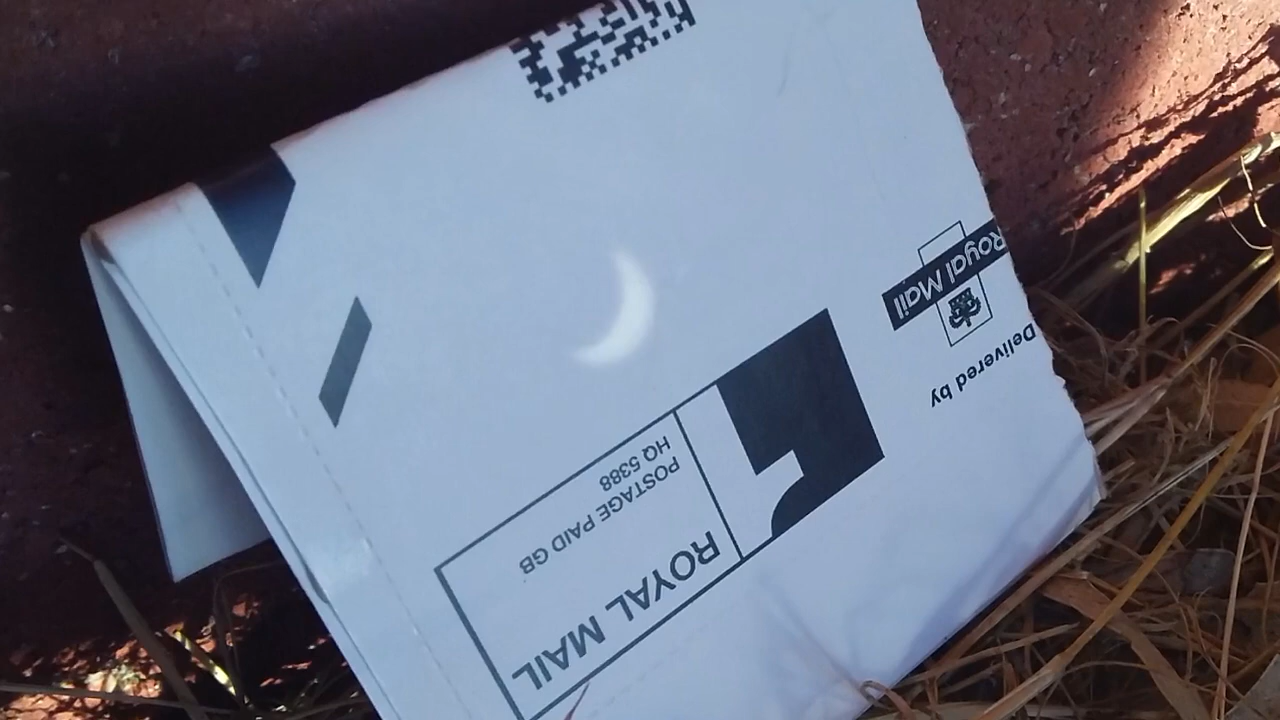 Delivered by
Royal Mail
ROYAL MAIL
POSTAGE PAID GB
HQ 5388